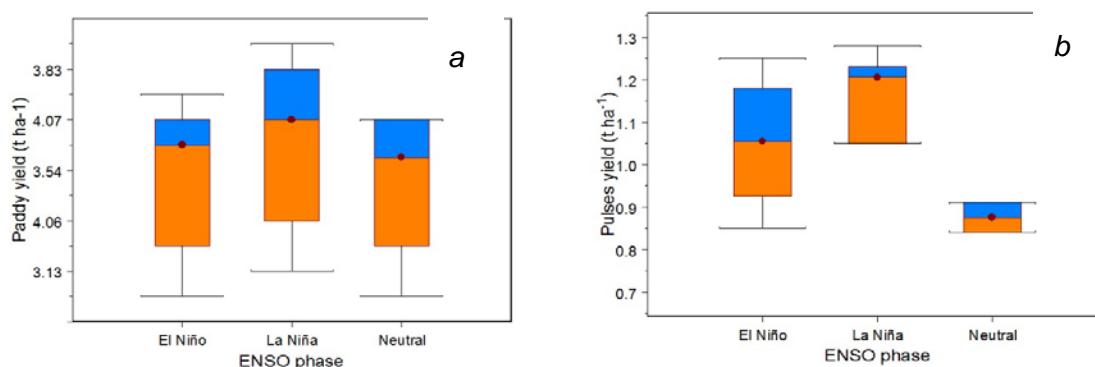 a
Paddy yield (t ha-1)
3.83
4.07
3.54
4.06
3.13
El Niño La Niña Neutral
ENSO phase
b
Pulses yield (t ha-1)
1.3
1.2
1.1
1.0
0.9
0.8
0.7
El Niño La Niña Neutral
ENSO phase